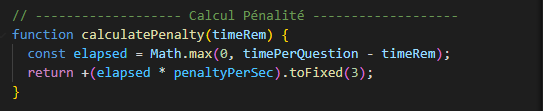 // ------------------ Calcul Pénalité ------------------
function calculatePenalty(timeRem) {
  const elapsed = Math.max(0, timePerQuestion - timeRem);
  return +(elapsed * penaltyPerSec).toFixed(3);
}